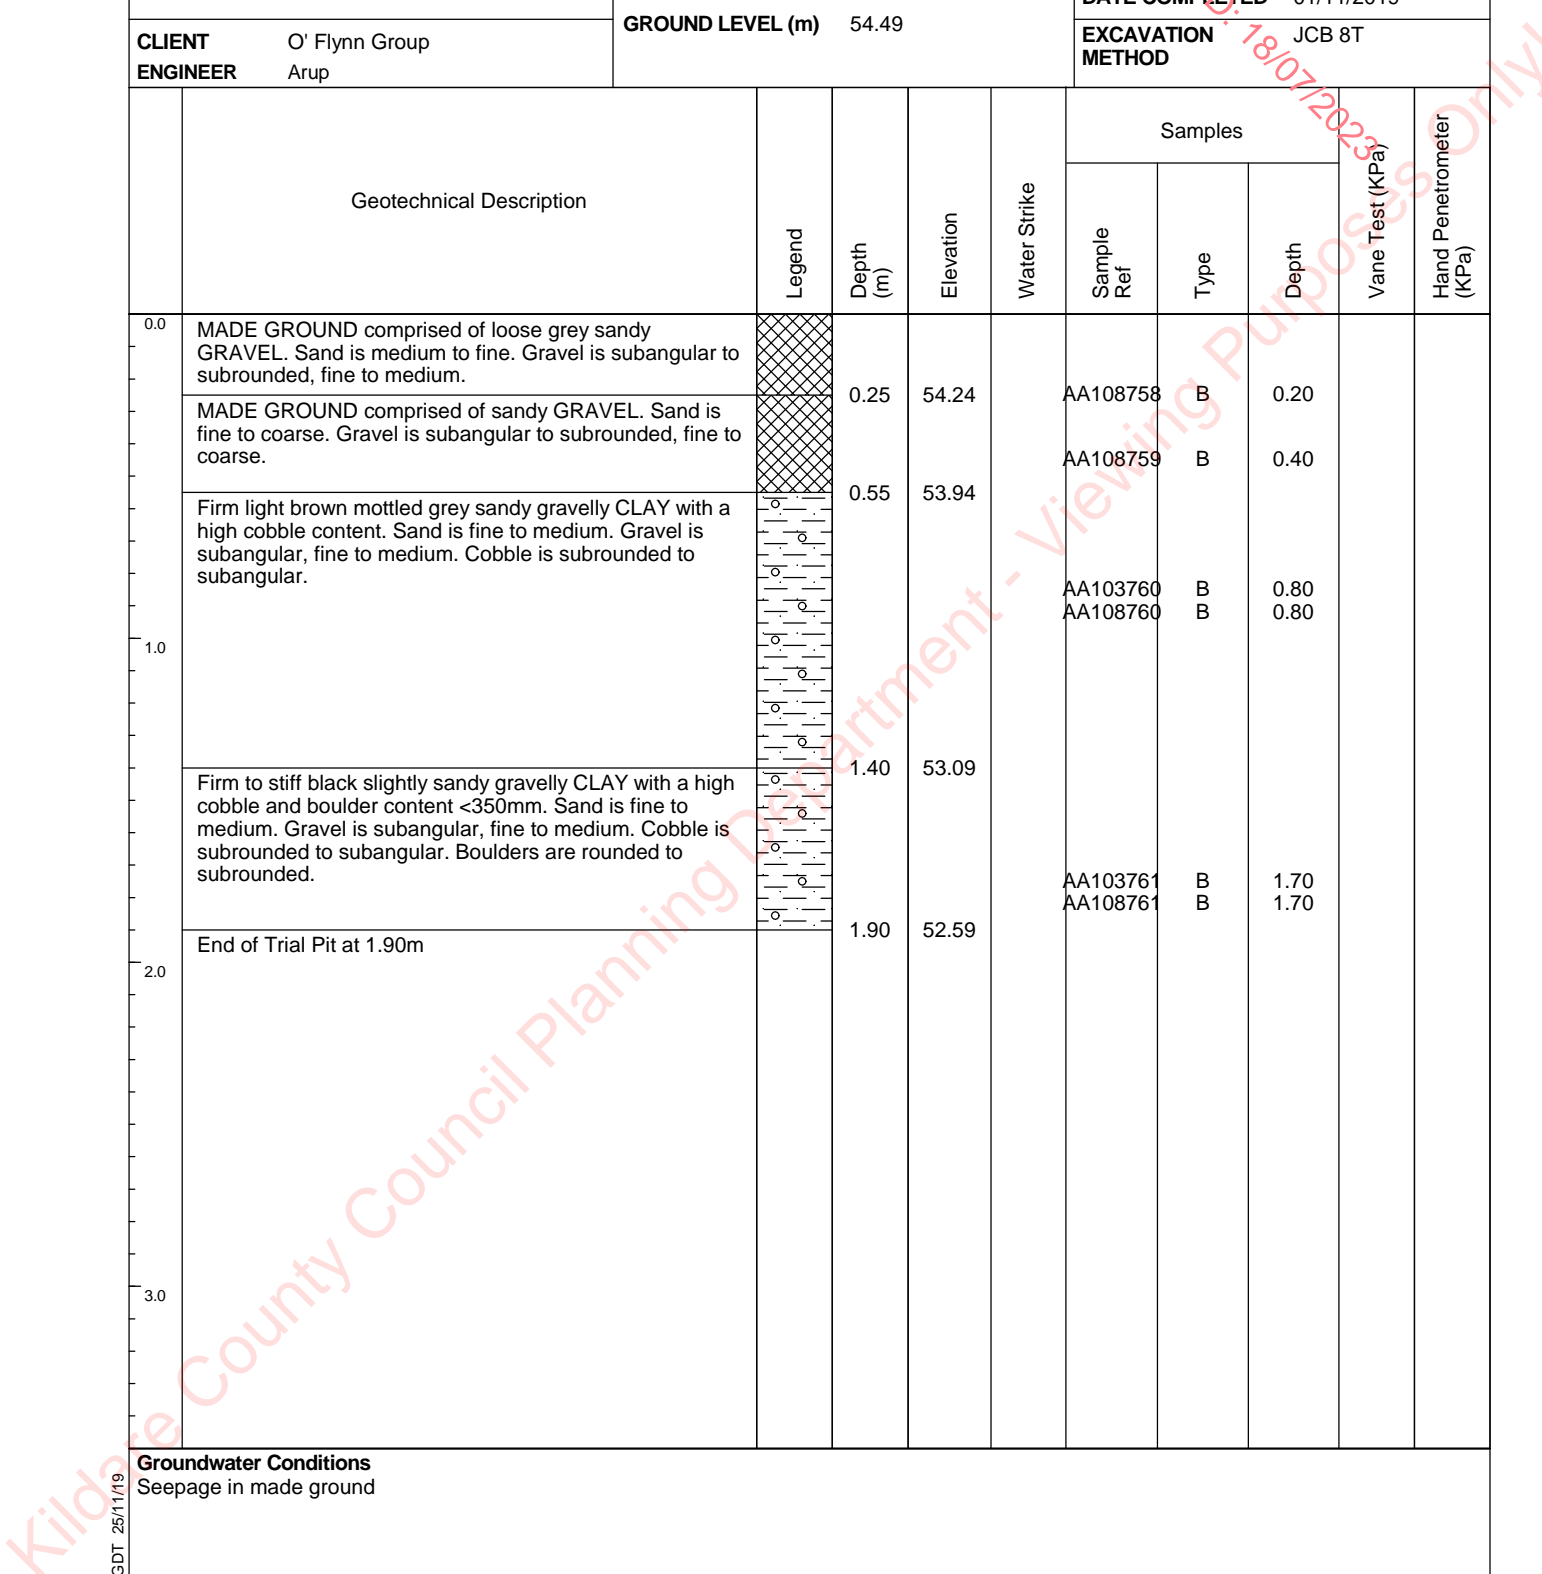 CLIENT O' Flynn Group
ENGINEER Arup
GROUND LEVEL (m) 54.49
EXCAVATION METHOD JCB 8T
Geotechnical Description
Legend
Depth (m)
Elevation
Water Strike
Samples
Sample Ref
Type
Depth
Vane Test (KPa)
Hand Penetrometer (KPa)
0.0
MADE GROUND comprised of loose grey sandy
GRAVEL. Sand is medium to fine. Gravel is subangular to
subrounded, fine to medium.
0.25 54.24 AA108758 B 0.20
MADE GROUND comprised of sandy GRAVEL. Sand is
fine to coarse. Gravel is subangular to subrounded, fine to
coarse.
AA108759 B 0.40
0.55 53.94
Firm light brown mottled grey sandy gravelly CLAY with a
high cobble content. Sand is fine to medium. Gravel is
subangular, fine to medium. Cobble is subrounded to
subangular.
AA103760 B 0.80
AA108760 B 0.80
1.0
1.40 53.09
Firm to stiff black slightly sandy gravelly CLAY with a high
cobble and boulder content <350mm. Sand is fine to
medium. Gravel is subangular, fine to medium. Cobble is
subrounded to subangular. Boulders are rounded to
subrounded.
AA103761 B 1.70
AA108761 B 1.70
1.90 52.59
End of Trial Pit at 1.90m
2.0
3.0
Groundwater Conditions
Seepage in made ground
GDT 25/11/19
18/07/2023
Kildare County Council Planning Department - Viewing Purposes Only!